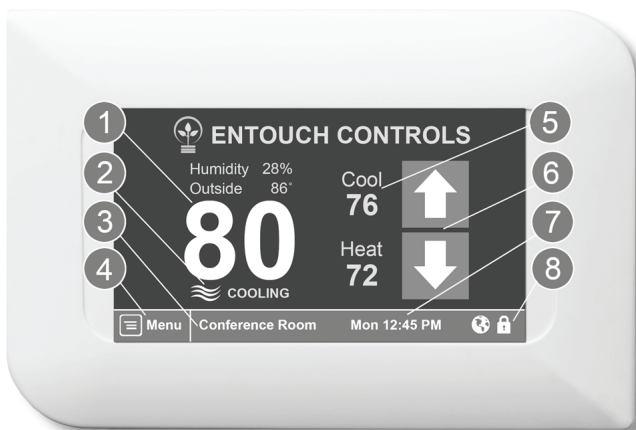 ENTOUCH CONTROLS
Humidity 28%
Outside 86°
80
COOLING
Cool
76
Heat
72
Menu
Conference Room
Mon 12:45 PM
1
2
3
4
5
6
7
8